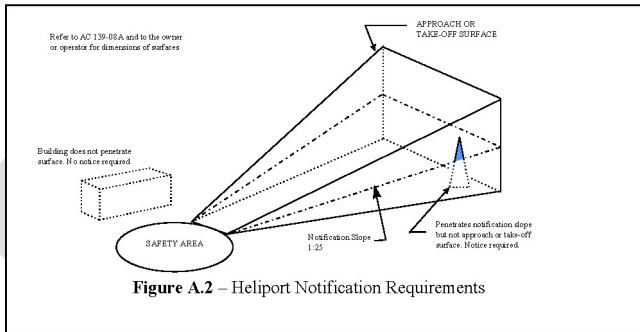 Refer to AC 139-08A and to the owner
or operator for dimensions of surfaces
APPROACH OR
TAKE-OFF SURFACE
Building does not penetrate
surface. No notice required
SAFETY AREA
Notification Slope
1:25
Penetrates notification slope
but not approach or take-off
surface. Notice required.
Figure A.2 – Heliport Notification Requirements